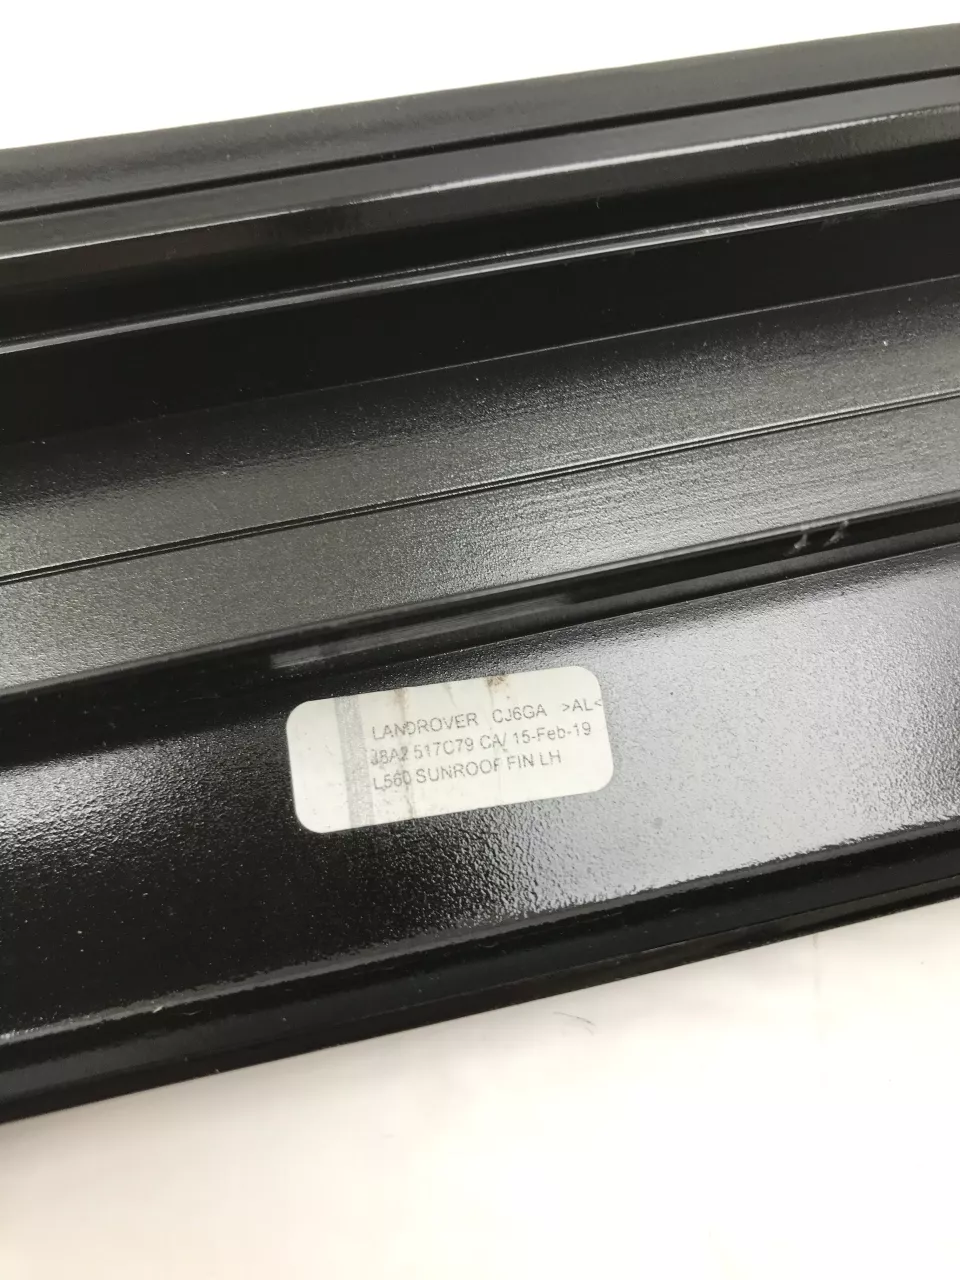 LANDROVER CJ6GA >AL<
J8A2 517C79 CA/ 15-Feb-19
L560 SUNROOF FIN LH